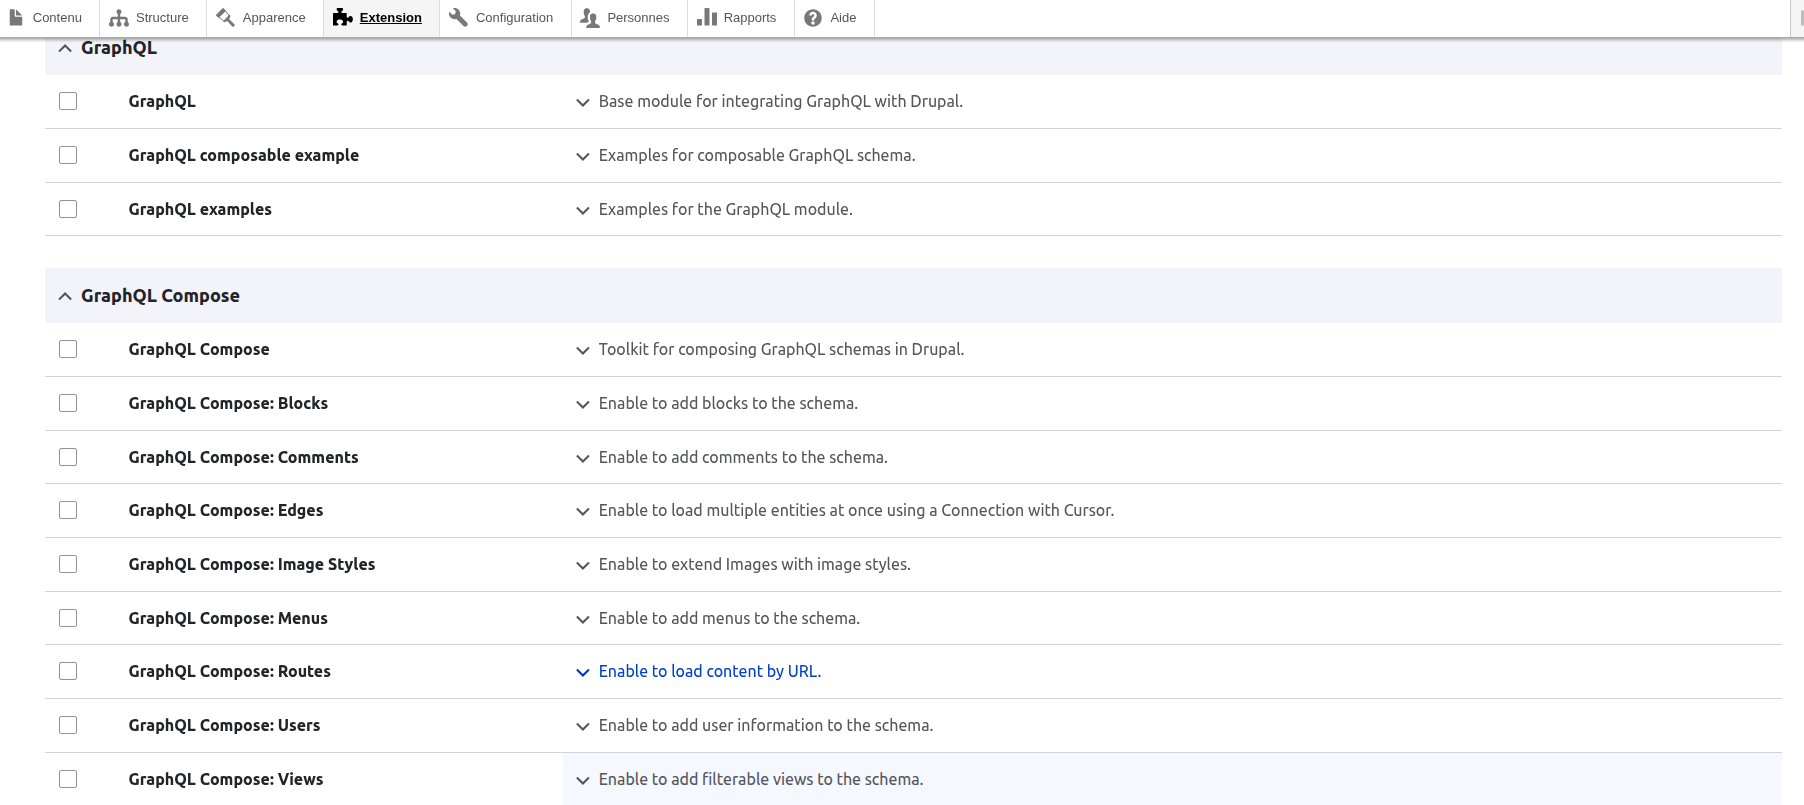 Contenu Structure Apparence Extension Configuration Personnes Rapports Aide
GraphQL
GraphQL Base module for integrating GraphQL with Drupal.
GraphQL composable example Examples for composable GraphQL schema.
GraphQL examples Examples for the GraphQL module.
GraphQL Compose
GraphQL Compose Toolkit for composing GraphQL schemas in Drupal.
GraphQL Compose: Blocks Enable to add blocks to the schema.
GraphQL Compose: Comments Enable to add comments to the schema.
GraphQL Compose: Edges Enable to load multiple entities at once using a Connection with Cursor.
GraphQL Compose: Image Styles Enable to extend Images with image styles.
GraphQL Compose: Menus Enable to add menus to the schema.
GraphQL Compose: Routes Enable to load content by URL.
GraphQL Compose: Users Enable to add user information to the schema.
GraphQL Compose: Views Enable to add filterable views to the schema.